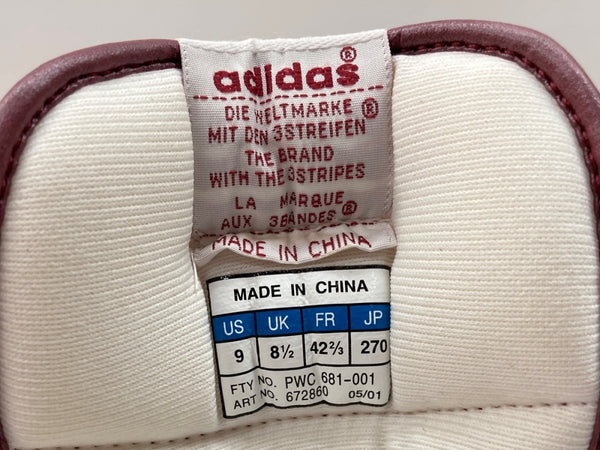 adidas®
DIE WELTMARKE ®
MIT DEN 3STREIFEN
THE BRAND
WITH THE 3STRIPES
LA MARQUE
AUX 3BANDES®
MADE IN CHINA
MADE IN CHINA
US UK FR JP
9 8½ 42⅔ 270
FTY NO. PWC 681-001
ART NO. 672860 05/01